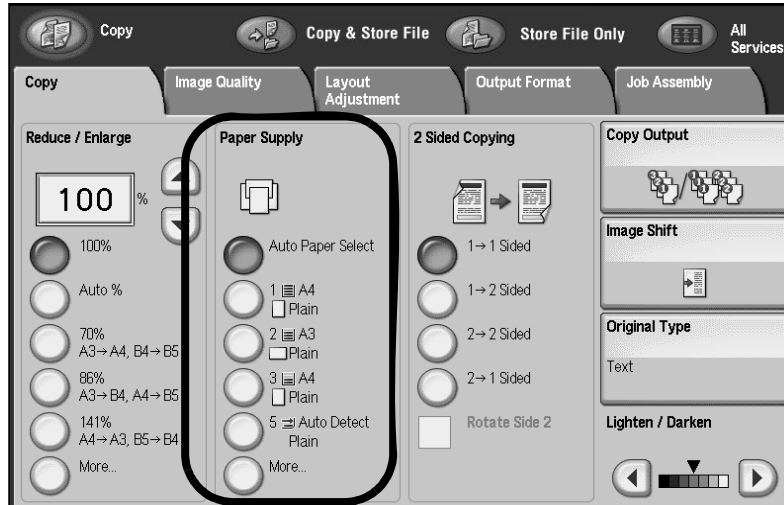 Copy
Copy & Store File
Store File Only
All
Services
Copy
Image Quality
Layout
Adjustment
Output Format
Job Assembly
Reduce / Enlarge
100 %
100%
Auto %
70%
A3→A4, B4→B5
86%
A3→B4, A4→B5
141%
A4→A3, B5→B4
More...
Paper Supply
Auto Paper Select
1 A4
Plain
2 A3
Plain
3 A4
Plain
5 Auto Detect
Plain
More...
2 Sided Copying
1→1 Sided
1→2 Sided
2→2 Sided
2→1 Sided
Rotate Side 2
Copy Output
Image Shift
Original Type
Text
Lighten / Darken